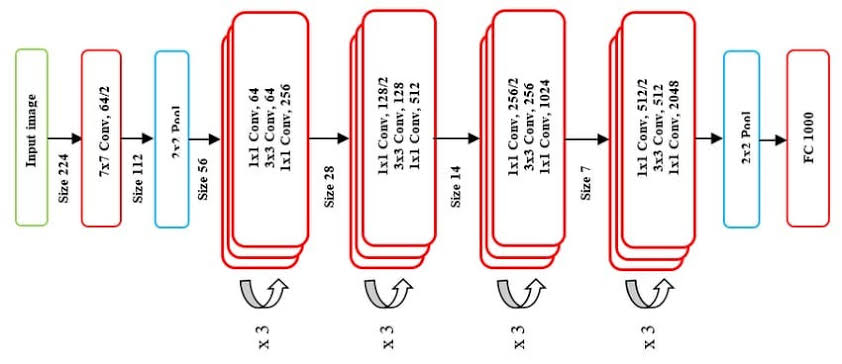 Input image
Size 224
7x7 Conv, 64/2
Size 112
2x2 Pool
Size 56
1x1 Conv, 64
3x3 Conv, 64
1x1 Conv, 256
x 3
Size 28
1x1 Conv, 128/2
3x3 Conv, 128
1x1 Conv, 512
x 3
Size 14
1x1 Conv, 256/2
3x3 Conv, 256
1x1 Conv, 1024
x 3
Size 7
1x1 Conv, 512/2
3x3 Conv, 512
1x1 Conv, 2048
x 3
2x2 Pool
FC 1000